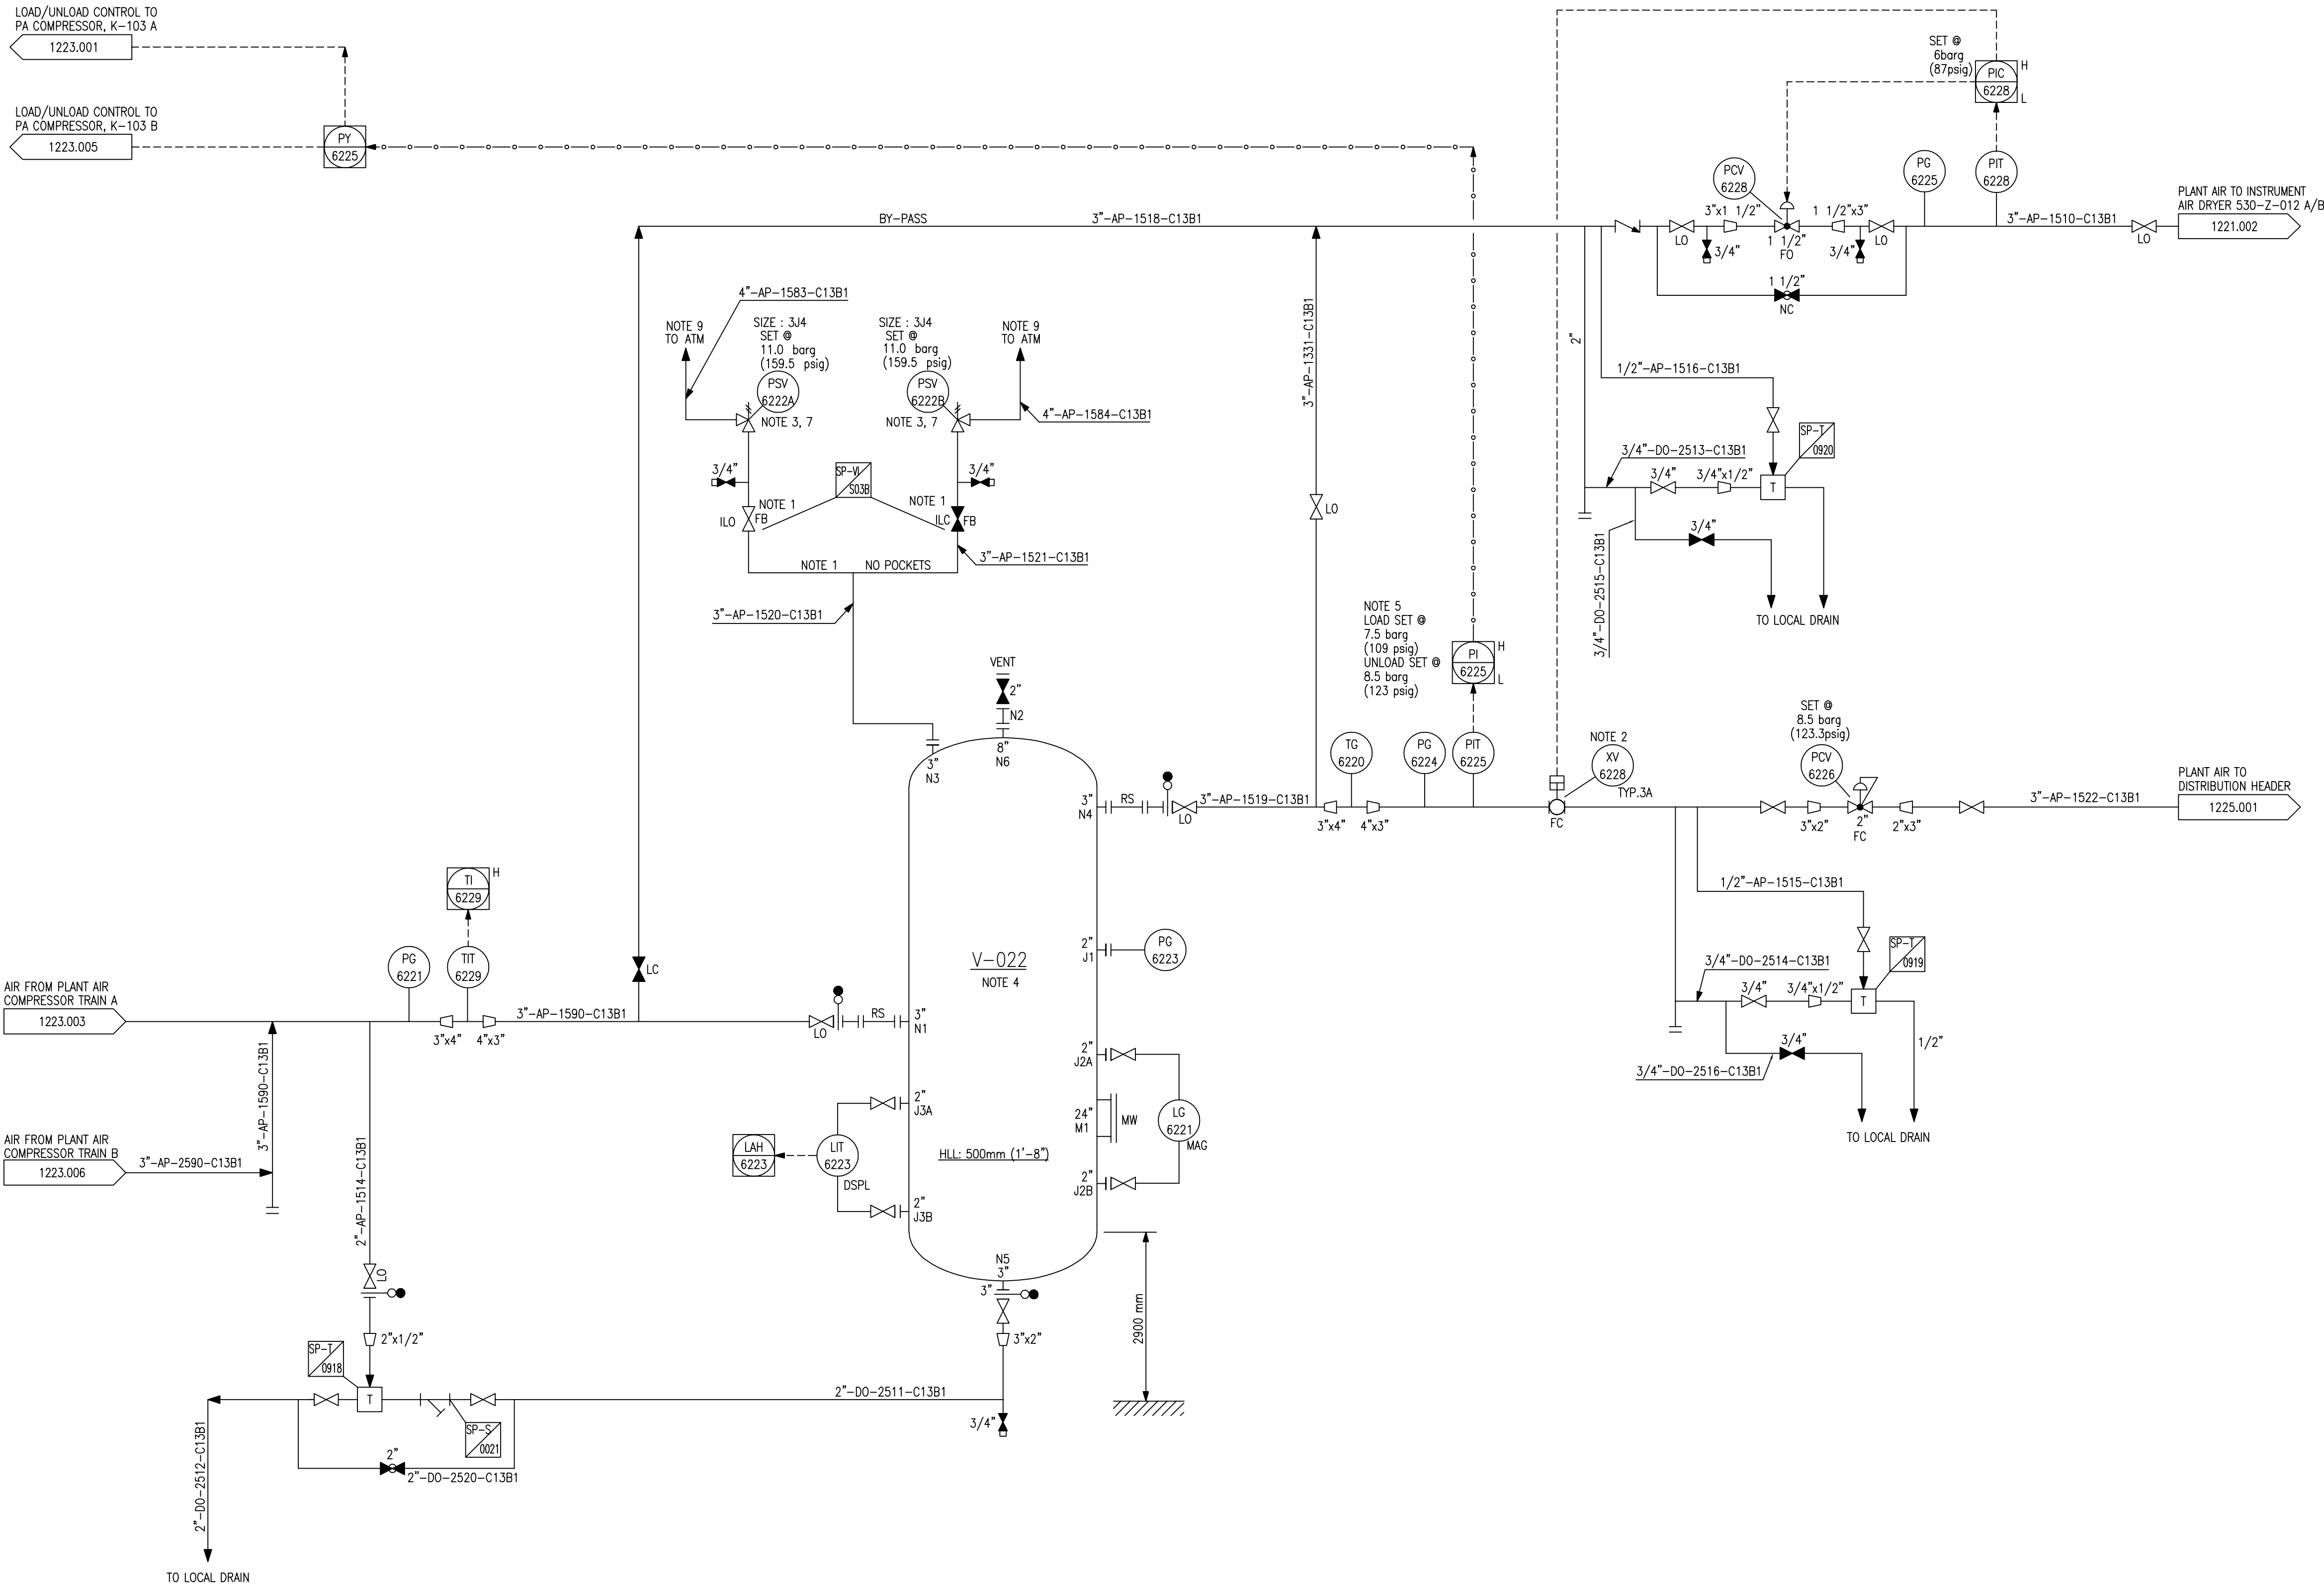 LOAD/UNLOAD CONTROL TO
PA COMPRESSOR, K-103 A
1223.001
LOAD/UNLOAD CONTROL TO
PA COMPRESSOR, K-103 B
1223.005
PY
6225
SET @
6barg
(87psig)
PIC
6228
H
L
PCV
6228
PG
6225
PIT
6228
PLANT AIR TO INSTRUMENT
AIR DRYER 530-Z-012 A/B
1221.002
BY-PASS
3"-AP-1518-C13B1
3"x1 1/2"
1 1/2"x3"
3"-AP-1510-C13B1
LO
LO
LO
3/4"
1 1/2"
FO
3/4"
1 1/2"
NC
4"-AP-1583-C13B1
NOTE 9
TO ATM
SIZE : 3J4
SET @
11.0 barg
(159.5 psig)
PSV
6222A
NOTE 3, 7
SIZE : 3J4
SET @
11.0 barg
(159.5 psig)
PSV
6222B
NOTE 3, 7
NOTE 9
TO ATM
4"-AP-1584-C13B1
3/4"
SP-VI
S03B
3/4"
NOTE 1
ILO
FB
NOTE 1
ILC
FB
NOTE 1
NO POCKETS
3"-AP-1521-C13B1
3"-AP-1520-C13B1
3"-AP-1331-C13B1
LO
2"
1/2"-AP-1516-C13B1
SP-T
0920
3/4"-DO-2513-C13B1
3/4"
3/4"x1/2"
T
3/4"
3/4"-DO-2515-C13B1
TO LOCAL DRAIN
NOTE 5
LOAD SET @
7.5 barg
(109 psig)
UNLOAD SET @
8.5 barg
(123 psig)
PI
6225
H
L
VENT
2"
N2
8"
N6
3"
N3
3"
N4
RS
LO
3"-AP-1519-C13B1
TG
6220
PG
6224
PIT
6225
3"x4"
4"x3"
NOTE 2
XV
6228
TYP.3A
FC
SET @
8.5 barg
(123.3psig)
PCV
6226
3"x2"
2"
FC
2"x3"
3"-AP-1522-C13B1
PLANT AIR TO
DISTRIBUTION HEADER
1225.001
1/2"-AP-1515-C13B1
SP-T
0919
3/4"-DO-2514-C13B1
3/4"
3/4"x1/2"
T
3/4"
1/2"
3/4"-DO-2516-C13B1
TO LOCAL DRAIN
TI
6229
H
PG
6221
TIT
6229
LC
V-022
NOTE 4
2"
J1
PG
6223
AIR FROM PLANT AIR
COMPRESSOR TRAIN A
1223.003
3"x4"
4"x3"
3"-AP-1590-C13B1
LO
RS
3"
N1
3"-AP-1590-C13B1
AIR FROM PLANT AIR
COMPRESSOR TRAIN B
1223.006
3"-AP-2590-C13B1
2"-AP-1514-C13B1
2"
J3A
LAH
6223
LIT
6223
DSPL
2"
J3B
HLL: 500mm (1'-8")
2"
J2A
24"
M1
MW
LG
6221
MAG
2"
J2B
N5
3"
3"
3"x2"
2900 mm
LO
2"x1/2"
SP-T
0918
T
SP-S
0021
2"-DO-2511-C13B1
3/4"
2"
2"-DO-2520-C13B1
2"-DO-2512-C13B1
TO LOCAL DRAIN